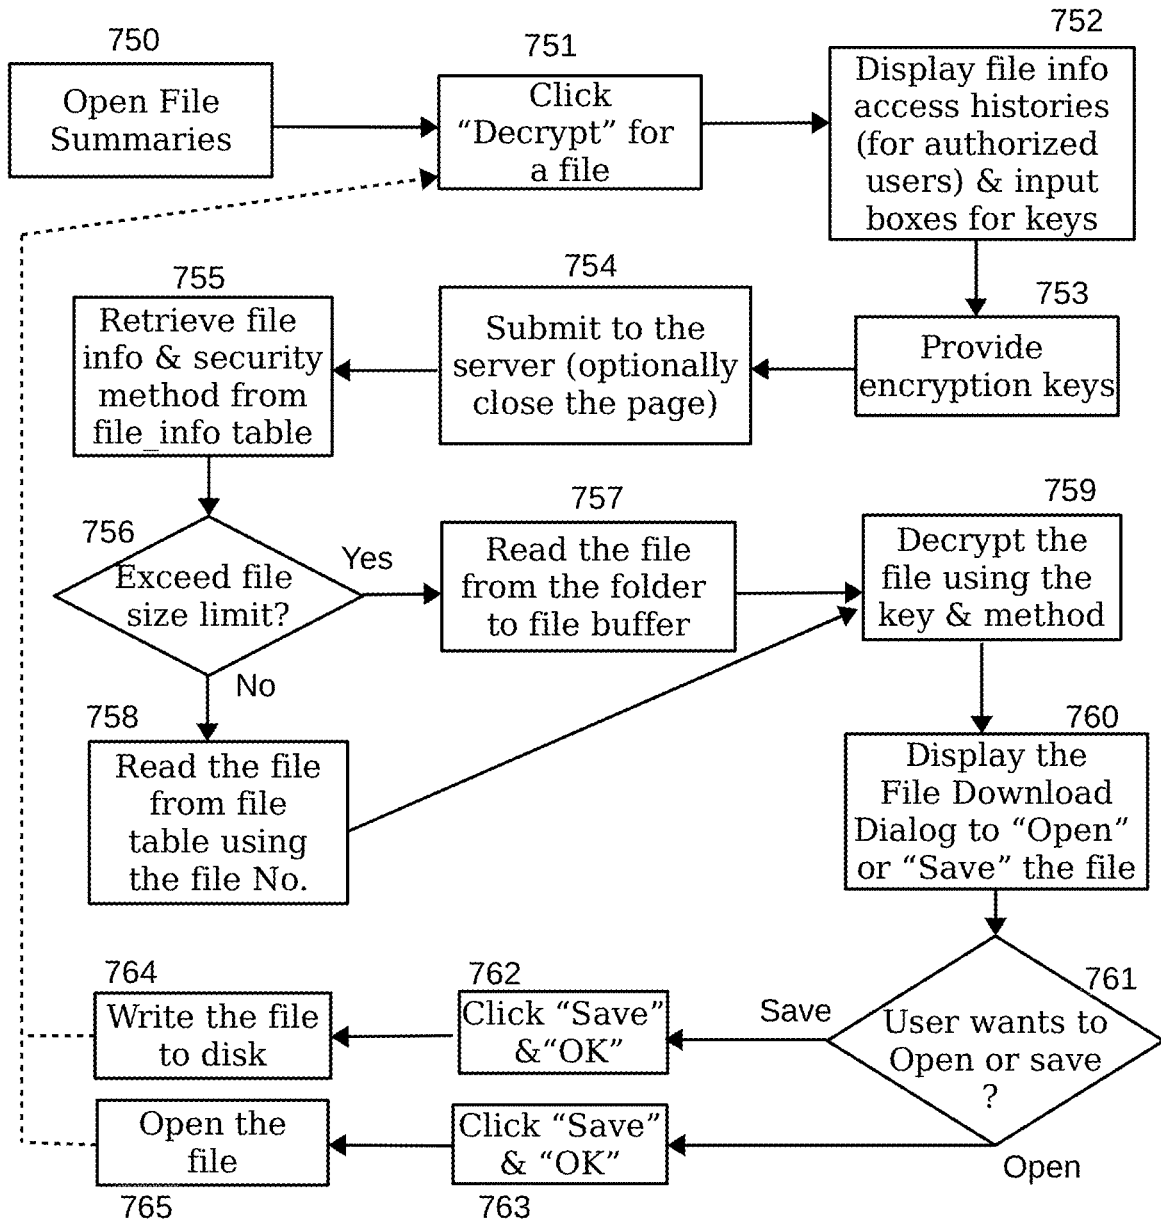 750
Open File
Summaries
751
Click
“Decrypt” for
a file
752
Display file info
access histories
(for authorized
users) & input
boxes for keys
753
Provide
encryption keys
754
Submit to the
server (optionally
close the page)
755
Retrieve file
info & security
method from
file_info table
756
Exceed file
size limit?
Yes
No
757
Read the file
from the folder
to file buffer
758
Read the file
from file
table using
the file No.
759
Decrypt the
file using the
key & method
760
Display the
File Download
Dialog to “Open”
or “Save” the file
761
User wants to
Open or save
?
Save
Open
762
Click “Save”
&“OK”
764
Write the file
to disk
Click “Save”
& “OK”
763
Open the
file
765